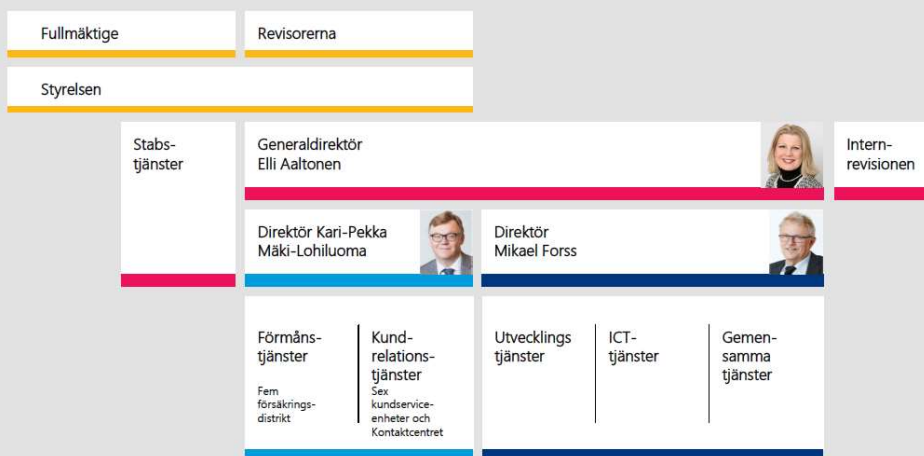 Fullmäktige
Revisorerna
Styrelsen
Stabs-
tjänster
Generaldirektör
Elli Aaltonen
Intern-
revisionen
Direktör Kari-Pekka
Mäki-Lohiluoma
Direktör
Mikael Forss
Förmåns-
tjänster
Fem
försäkrings-
distrikt
Kund-
relations-
tjänster
Sex
kundservice-
enheter och
Kontaktcentret
Utvecklings
tjänster
ICT-
tjänster
Gemen-
samma
tjänster